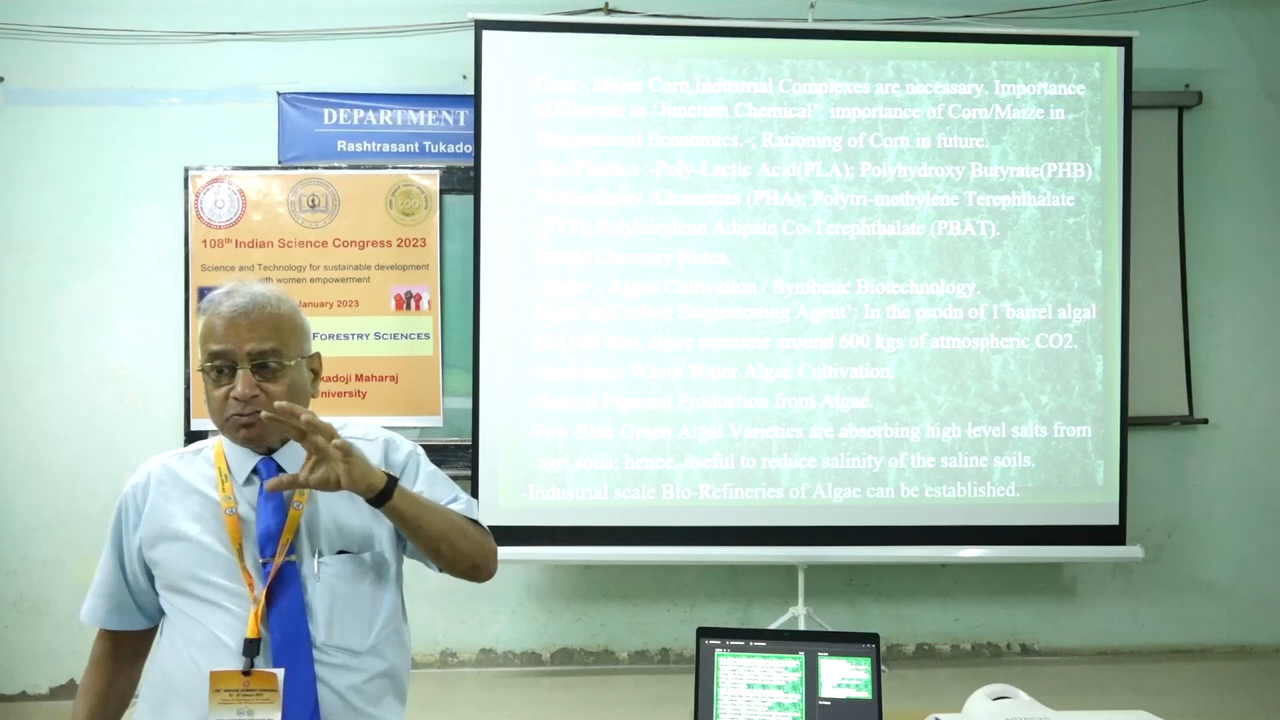 DEPARTMENT
Rashtrasant Tukado
108th Indian Science Congress 2023
Science and Technology for sustainable development
with women empowerment
January 2023
FORESTRY SCIENCES
kadoji Maharaj
niversity
Major Corn Industrial Complexes are necessary. Importance
as 'Junction Chemical'; importance of Corn/Maize in
Economics.-; Rationing of Corn in future.
Poly-Lactic Acid(PLA); Polyhydroxy Butyrate(PHB)
Alkanoates (PHA); Polytri-methylene Terephthalate
Polybutylene Adipate Co-Terephthalate (PBAT).
Currency Notes.
- Algae Cultivation / Synthetic Biotechnology.
'Carbon Sequestrating Agent'; In the prodn of 1 barrel algal
algae consume around 600 kgs of atmospheric CO2.
Waste Water Algae Cultivation
Natural Pigment Production from Algae.
-Few Blue Green Algal Varieties are absorbing high level salts from
agri soils; hence, useful to reduce salinity of the saline soils.
-Industrial scale Bio-Refineries of Algae can be established.